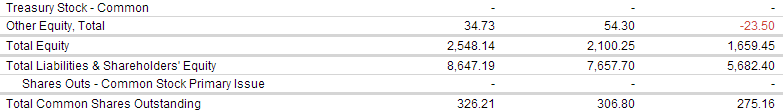 Treasury Stock - Common - - -
Other Equity, Total 34.73 54.30 -23.50
Total Equity 2,548.14 2,100.25 1,659.45
Total Liabilities & Shareholders' Equity 8,647.19 7,657.70 5,682.40
Shares Outs - Common Stock Primary Issue - - -
Total Common Shares Outstanding 326.21 306.80 275.16